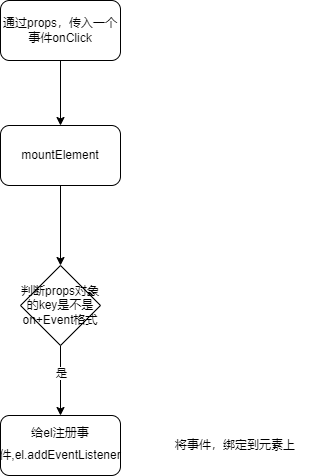 通过props，传入一个
事件onClick
mountElement
判断props对象
的key是不是
on+Event格式
是
给el注册事
件,el.addEventListener
将事件，绑定到元素上